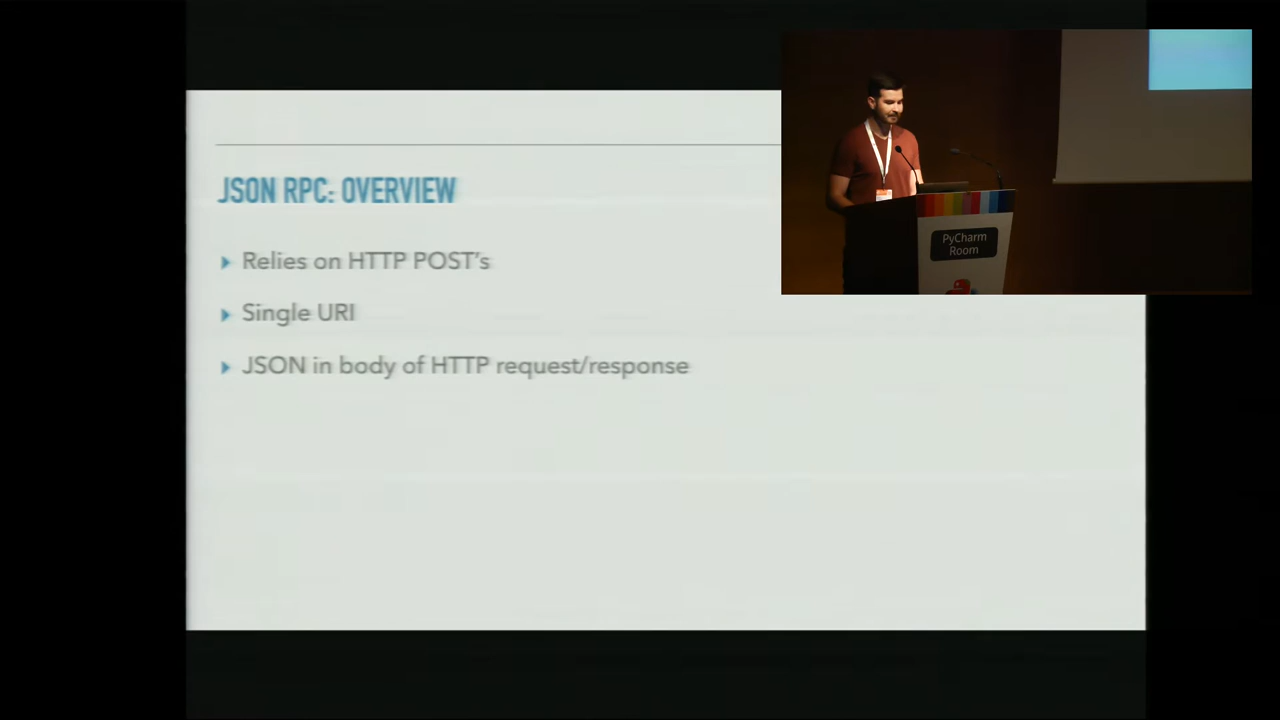 JSON RPC: OVERVIEW
Relies on HTTP POST's
Single URI
JSON in body of HTTP request/response
PyCharm
Room